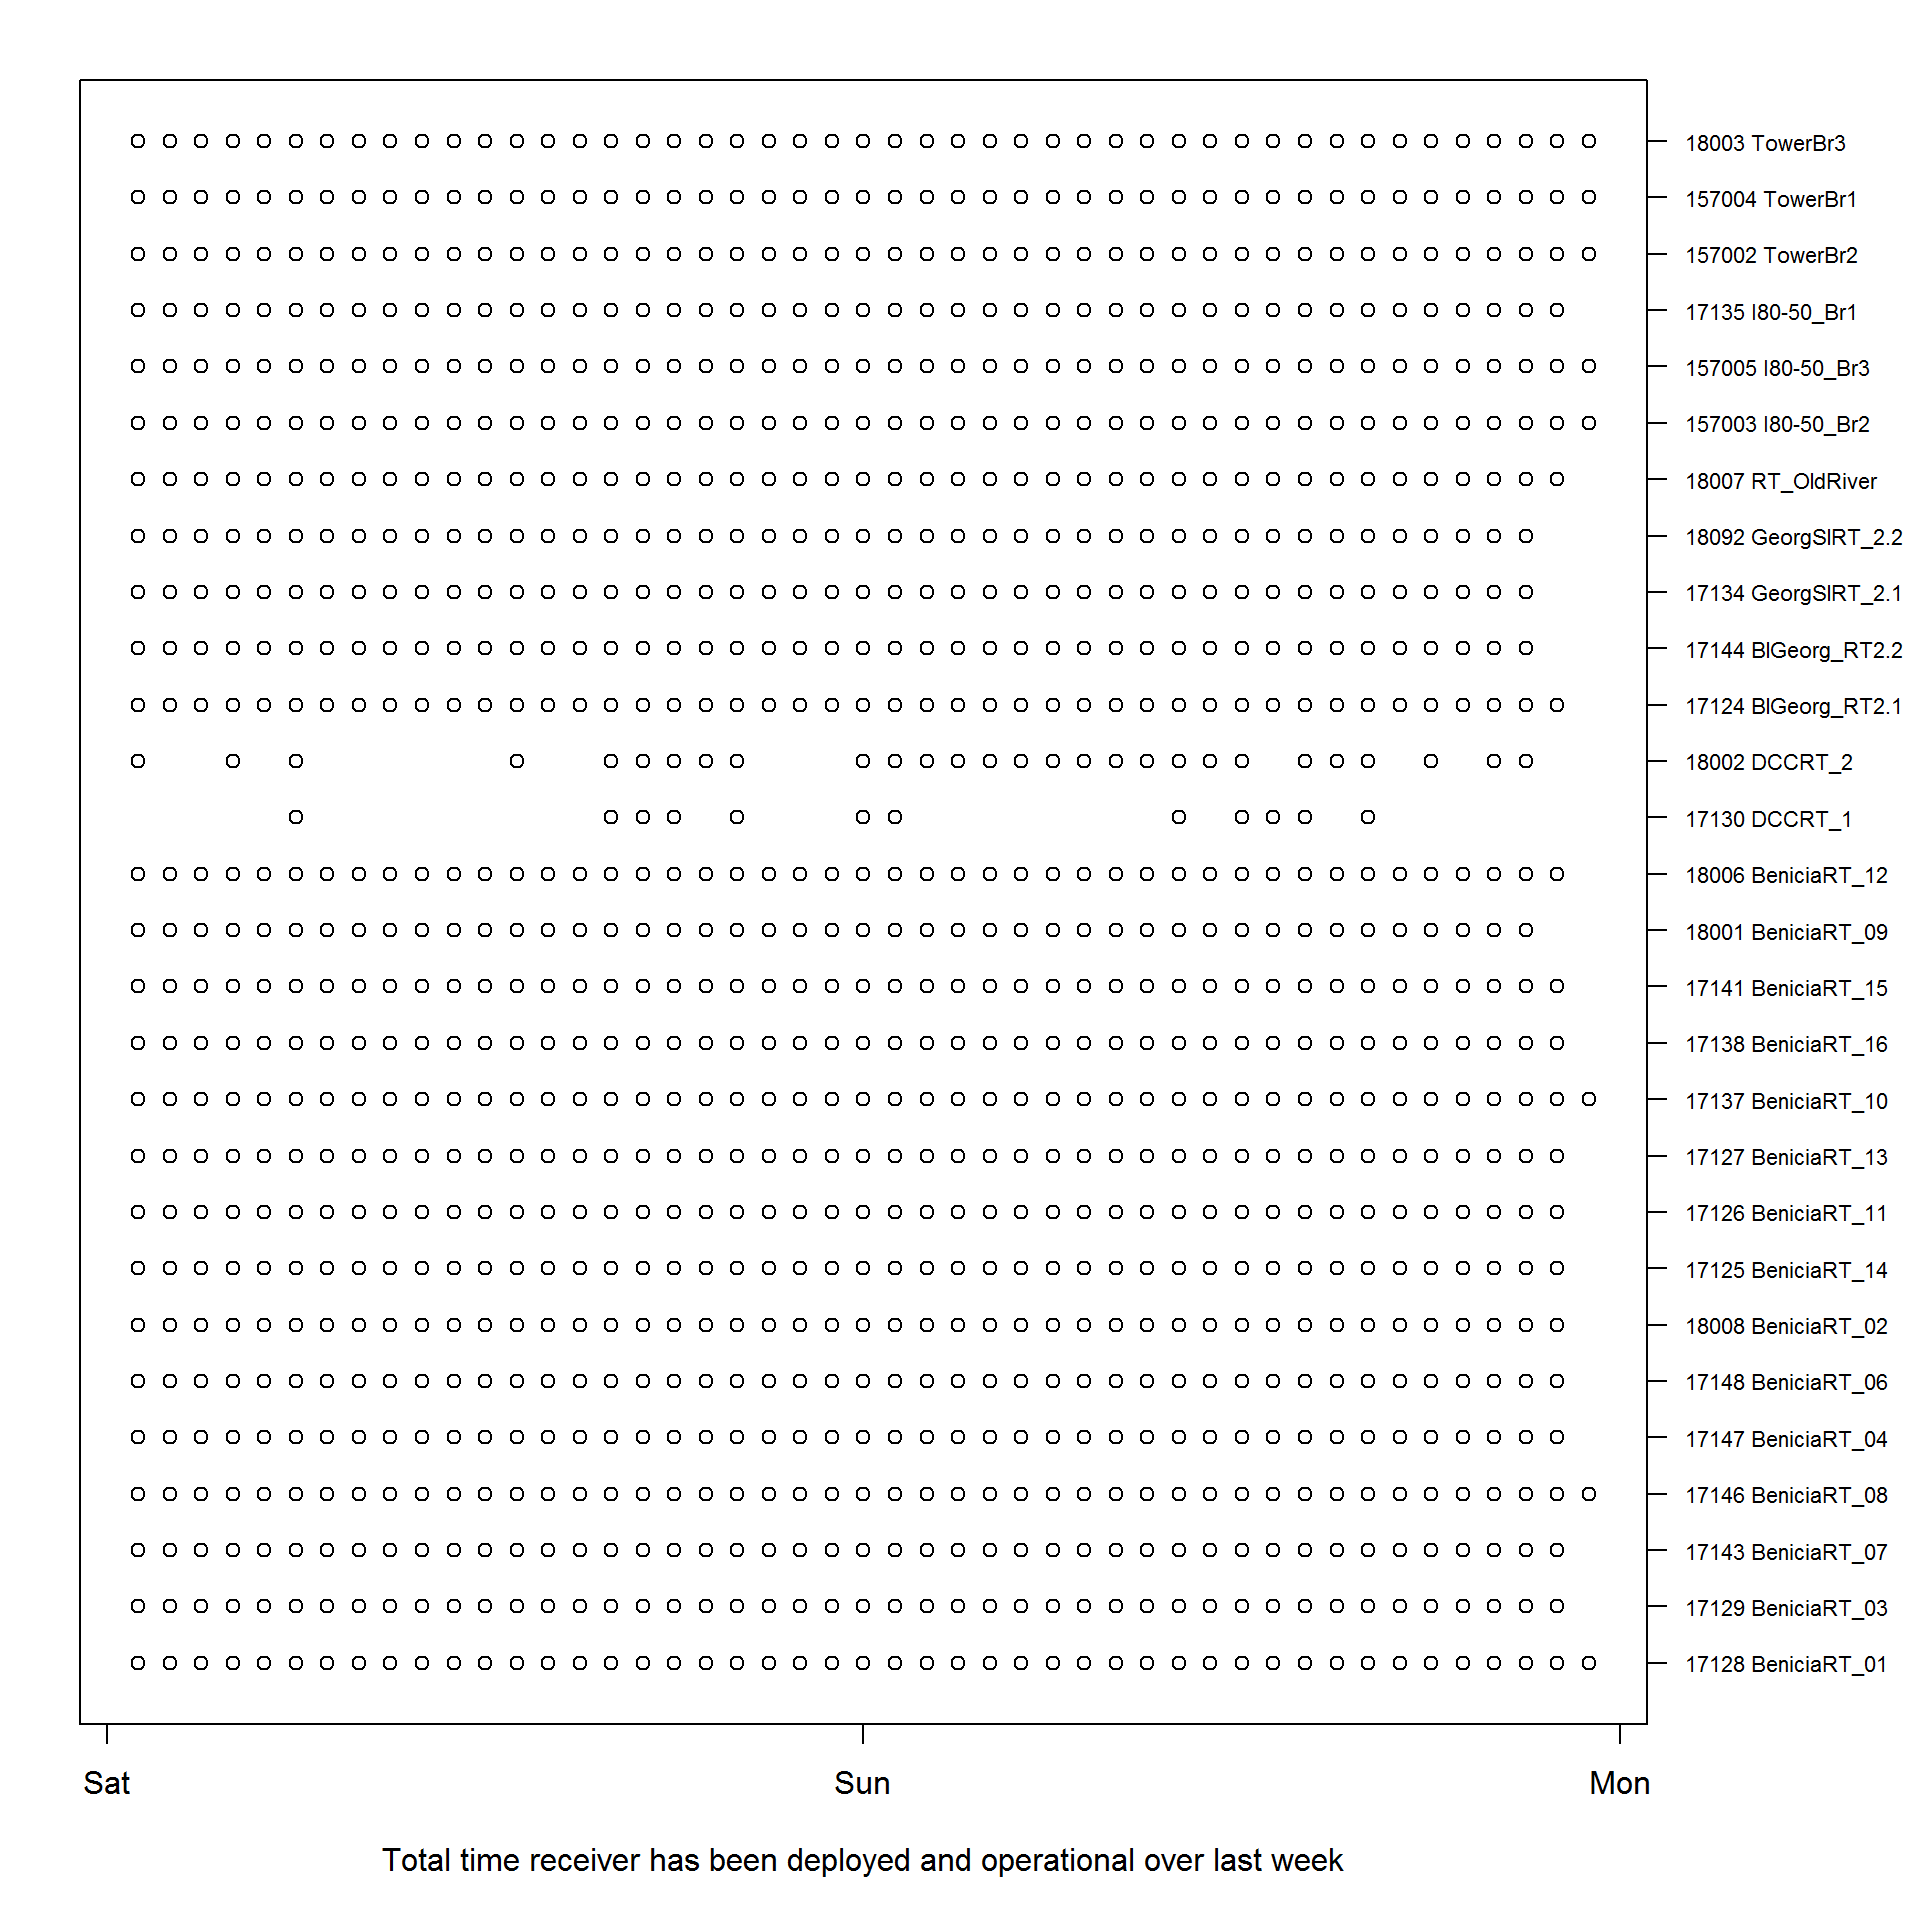 18003 TowerBr3
157004 TowerBr1
157002 TowerBr2
17135 I80-50_Br1
157005 I80-50_Br3
157003 I80-50_Br2
18007 RT_OldRiver
18092 GeorgSlRT_2.2
17134 GeorgSlRT_2.1
17144 BlGeorg_RT2.2
17124 BlGeorg_RT2.1
18002 DCCRT_2
17130 DCCRT_1
18006 BeniciaRT_12
18001 BeniciaRT_09
17141 BeniciaRT_15
17138 BeniciaRT_16
17137 BeniciaRT_10
17127 BeniciaRT_13
17126 BeniciaRT_11
17125 BeniciaRT_14
18008 BeniciaRT_02
17148 BeniciaRT_06
17147 BeniciaRT_04
17146 BeniciaRT_08
17143 BeniciaRT_07
17129 BeniciaRT_03
17128 BeniciaRT_01
Sat Sun Mon
Total time receiver has been deployed and operational over last week